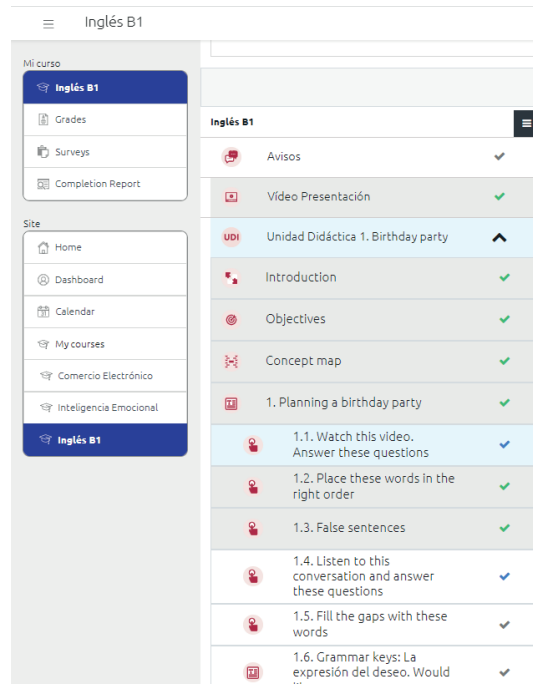 Inglés B1
Mi curso
Inglés B1
Grades
Surveys
Completion Report
Site
Home
Dashboard
Calendar
My courses
Comercio Electrónico
Inteligencia Emocional
Inglés B1
Inglés B1
Avisos
Vídeo Presentación
UDI
Unidad Didáctica 1. Birthday party
Introduction
Objectives
Concept map
1. Planning a birthday party
1.1. Watch this video.
Answer these questions
1.2. Place these words in the
right order
1.3. False sentences
1.4. Listen to this
conversation and answer
these questions
1.5. Fill the gaps with these
words
1.6. Grammar keys: La
expresión del deseo. Would